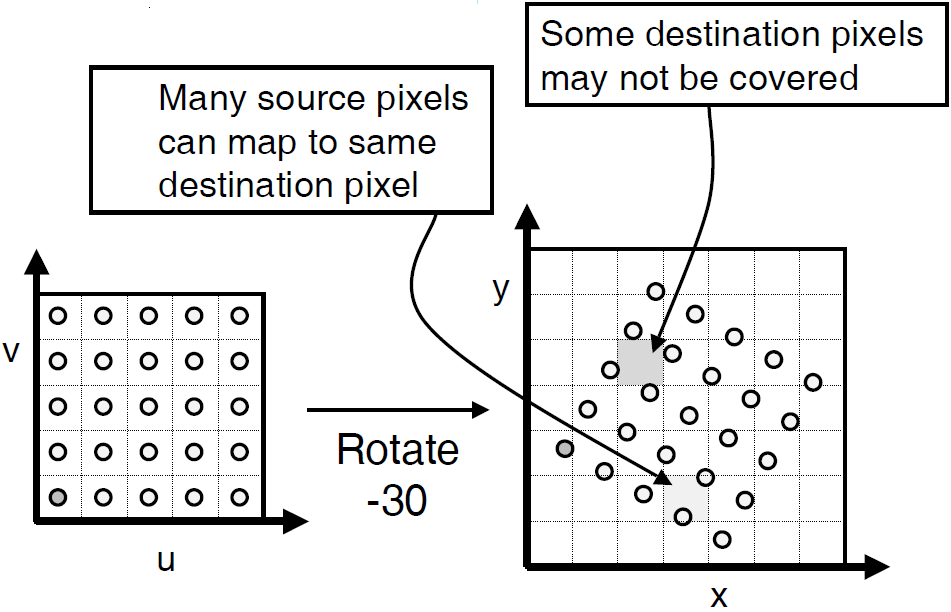 Some destination pixels
may not be covered
Many source pixels
can map to same
destination pixel
y
v
Rotate
-30
u
x